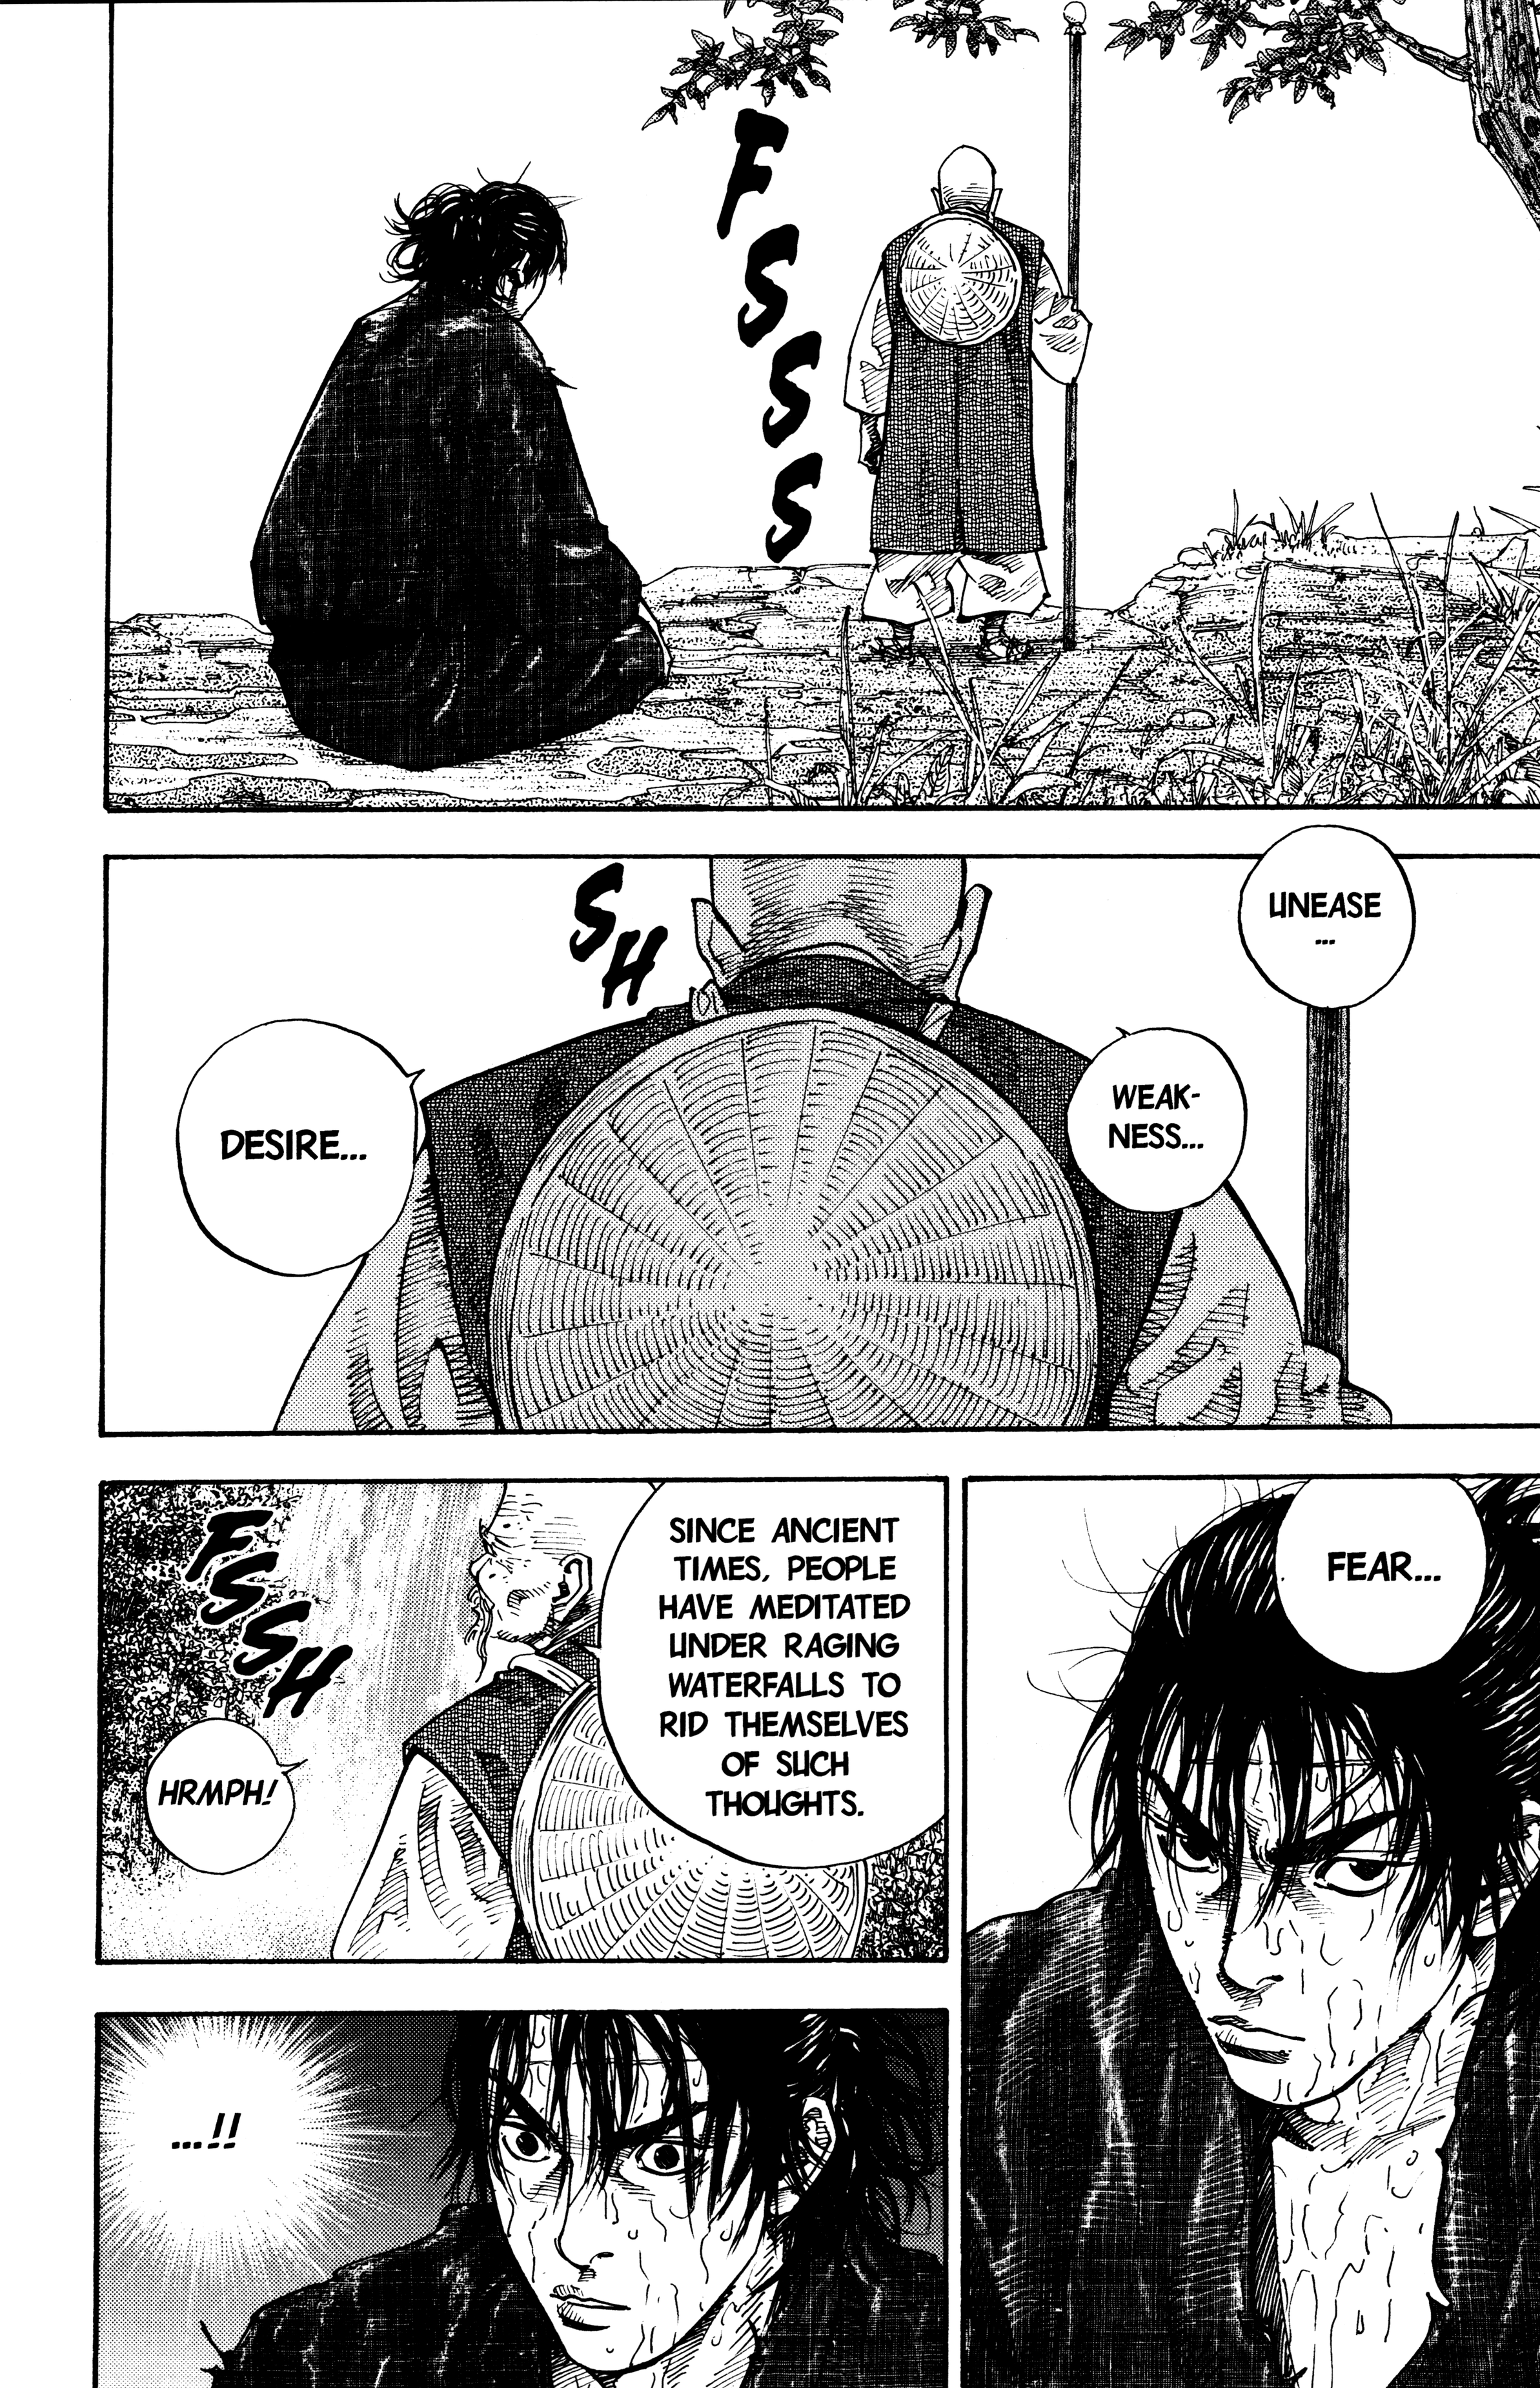 FSSS
UNEASE
...
WEAK-
NESS...
SH
DESIRE...
FEAR...
SINCE ANCIENT
TIMES, PEOPLE
HAVE MEDITATED
UNDER RAGING
WATERFALLS TO
RID THEMSELVES
OF SUCH
THOUGHTS.
FSSH
HRMPH!
...!!